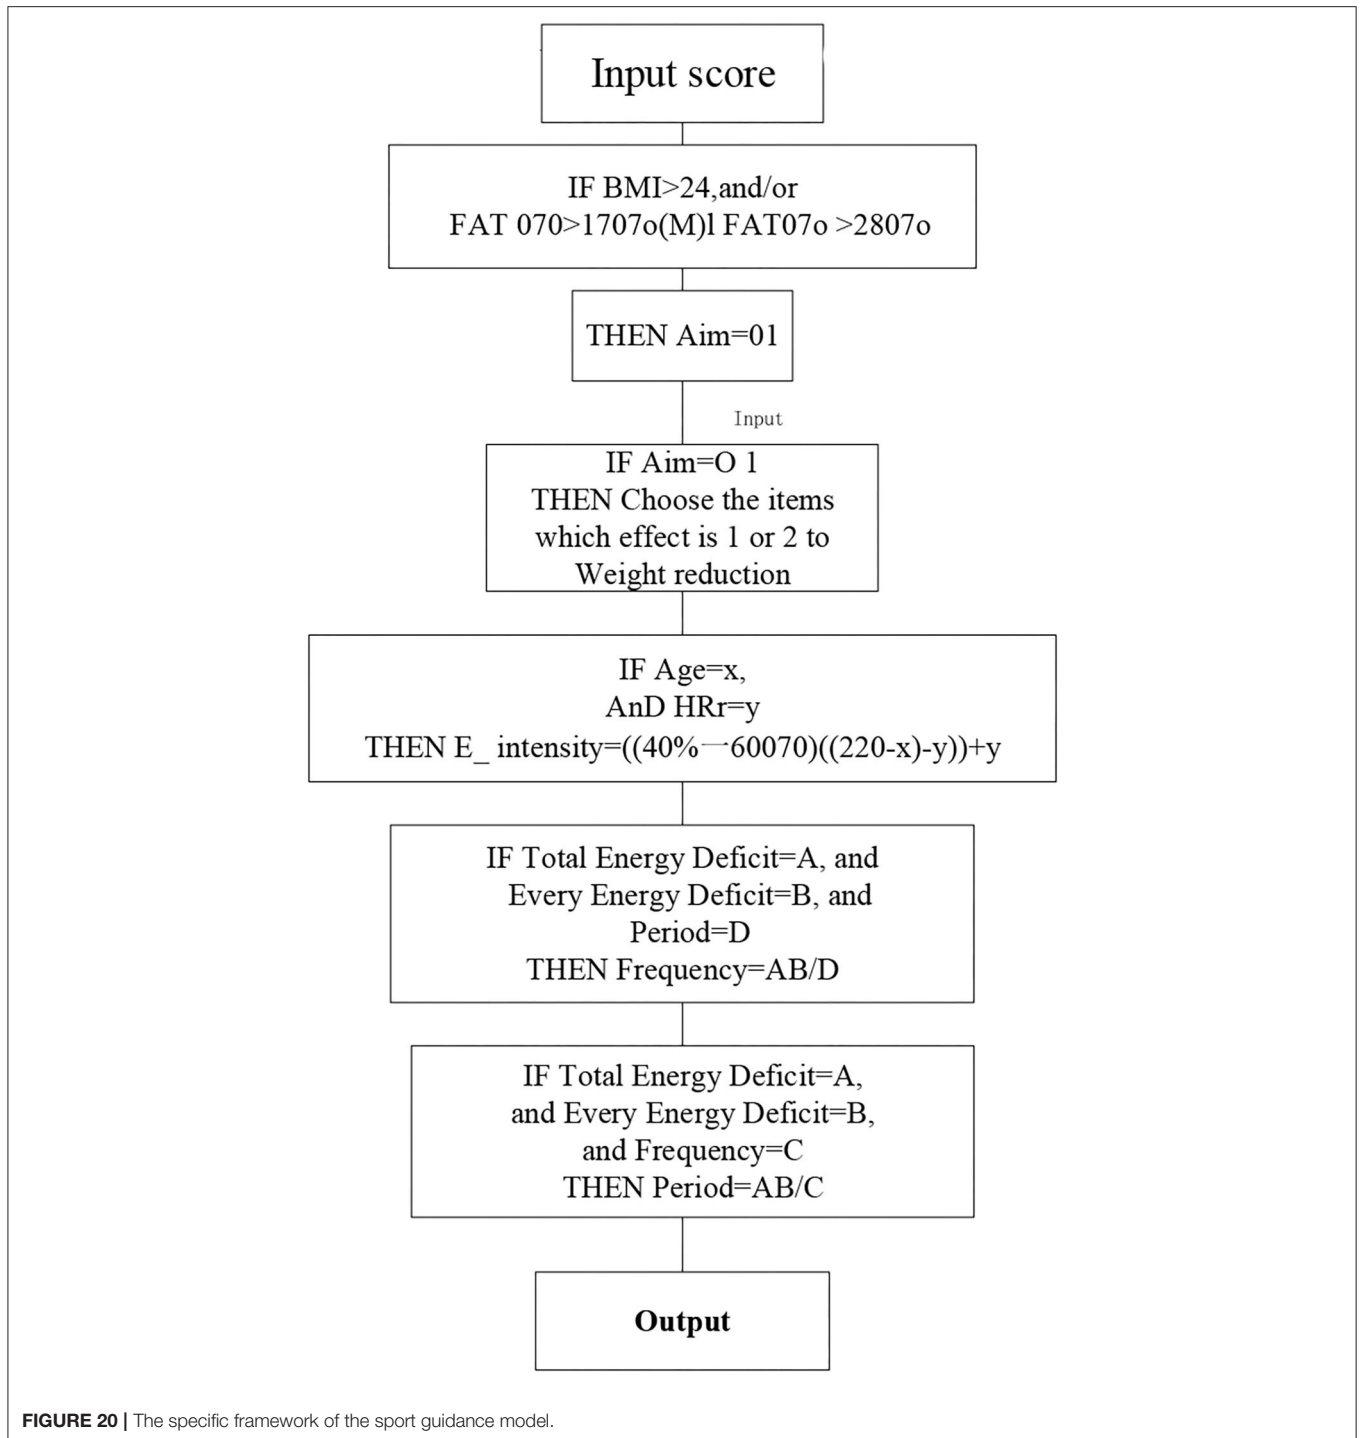 Input score
IF BMI>24,and/or
FAT 070>1707o(M)l FAT07o >2807o
THEN Aim=01
Input
IF Aim=O 1
THEN Choose the items
which effect is 1 or 2 to
Weight reduction
IF Age=x,
AnD HRr=y
THEN E_ intensity=((40%一60070)((220-x)-y))+y
IF Total Energy Deficit=A, and
Every Energy Deficit=B, and
Period=D
THEN Frequency=AB/D
IF Total Energy Deficit=A,
and Every Energy Deficit=B,
and Frequency=C
THEN Period=AB/C
Output
FIGURE 20 | The specific framework of the sport guidance model.